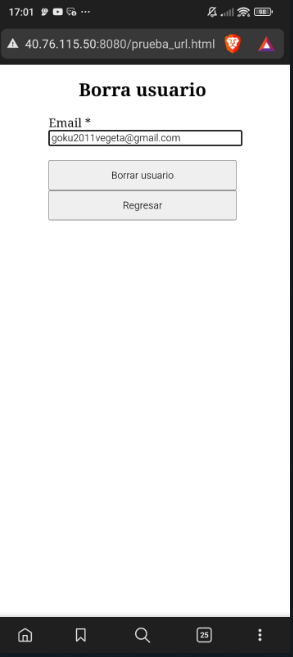 17:01
40.76.115.50:8080/prueba_url.html
Borra usuario
Email *
goku2011vegeta@gmail.com
Borrar usuario
Regresar
25